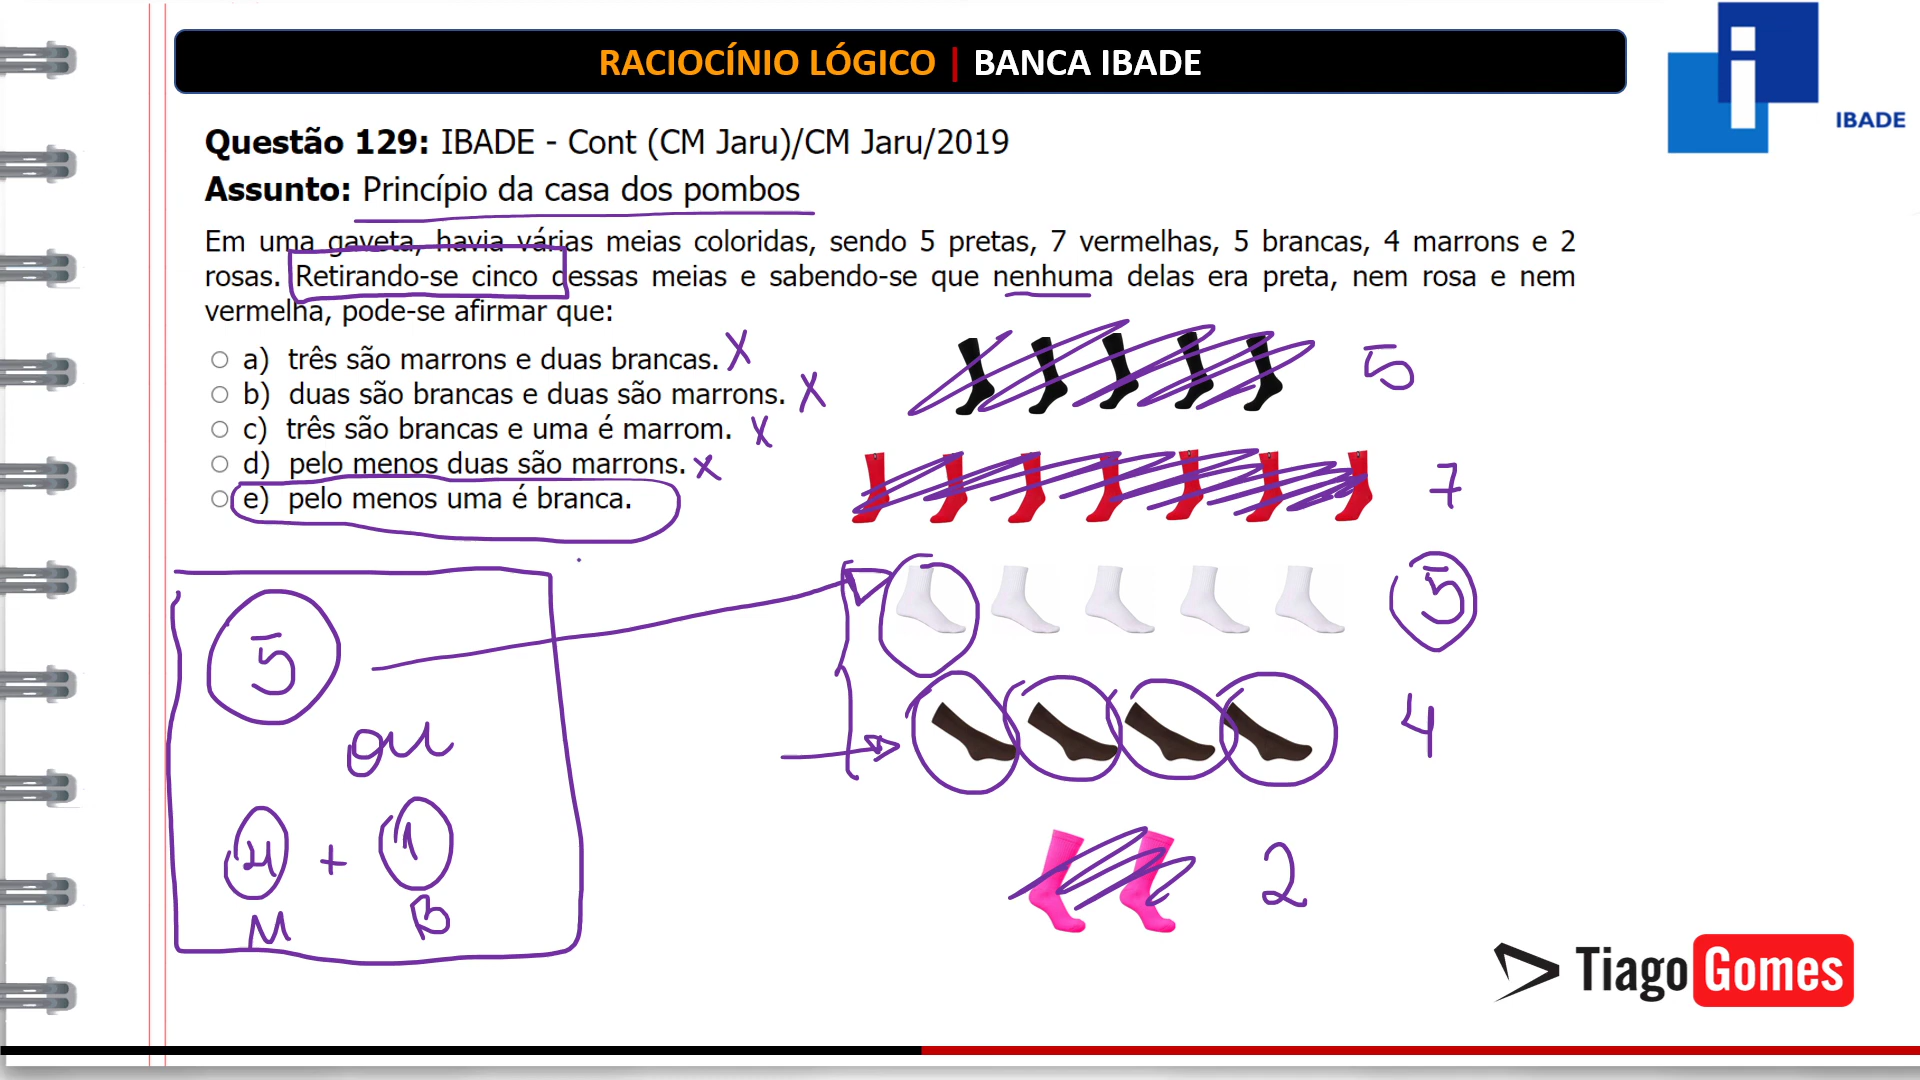 RACIOCÍNIO LÓGICO | BANCA IBADE
IBADE
Questão 129: IBADE - Cont (CM Jaru)/CM Jaru/2019
Assunto: Princípio da casa dos pombos
Em uma gaveta, havia várias meias coloridas, sendo 5 pretas, 7 vermelhas, 5 brancas, 4 marrons e 2
rosas. Retirando-se cinco dessas meias e sabendo-se que nenhuma delas era preta, nem rosa e nem
vermelha, pode-se afirmar que:
a) três são marrons e duas brancas. X
b) duas são brancas e duas são marrons. X
c) três são brancas e uma é marrom. X
d) pelo menos duas são marrons. X
e) pelo menos uma é branca.
5
7
5
4
2
5
ou
4 + 1
M B
Tiago Gomes